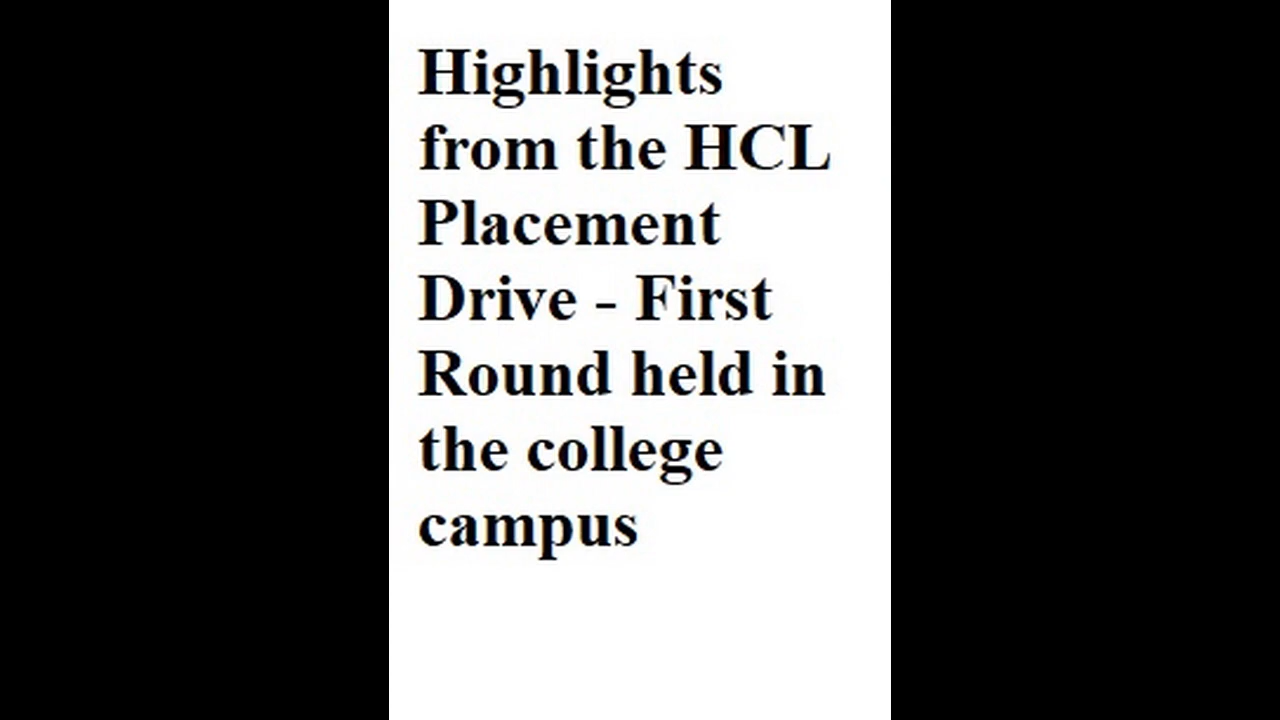 Highlights
from the HCL
Placement
Drive - First
Round held in
the college
campus